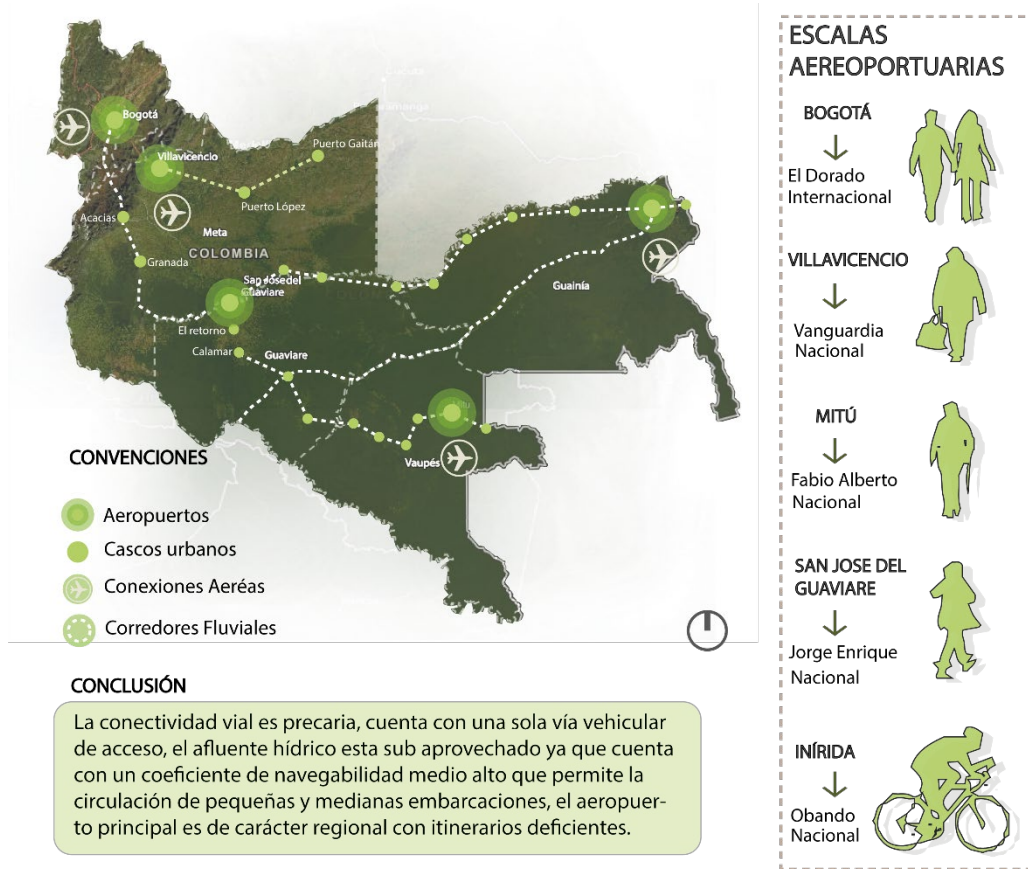 Bogotá
Villavicencio
Puerto Gaitán
Puerto López
Acacias
Meta
COLOMBIA
Granada
San José del
Guaviare
Guainía
El retorno
Calamar
Guaviare
Vaupés
CONVENCIONES
Aeropuertos
Cascos urbanos
Conexiones Aeréas
Corredores Fluviales
CONCLUSIÓN
La conectividad vial es precaria, cuenta con una sola vía vehicular
de acceso, el afluente hídrico esta sub aprovechado ya que cuenta
con un coeficiente de navegabilidad medio alto que permite la
circulación de pequeñas y medianas embarcaciones, el aeropuer-
to principal es de carácter regional con itinerarios deficientes.
ESCALAS
AEREOPORTUARIAS
BOGOTÁ
El Dorado
Internacional
VILLAVICENCIO
Vanguardia
Nacional
MITÚ
Fabio Alberto
Nacional
SAN JOSE DEL
GUAVIARE
Jorge Enrique
Nacional
INÍRIDA
Obando
Nacional